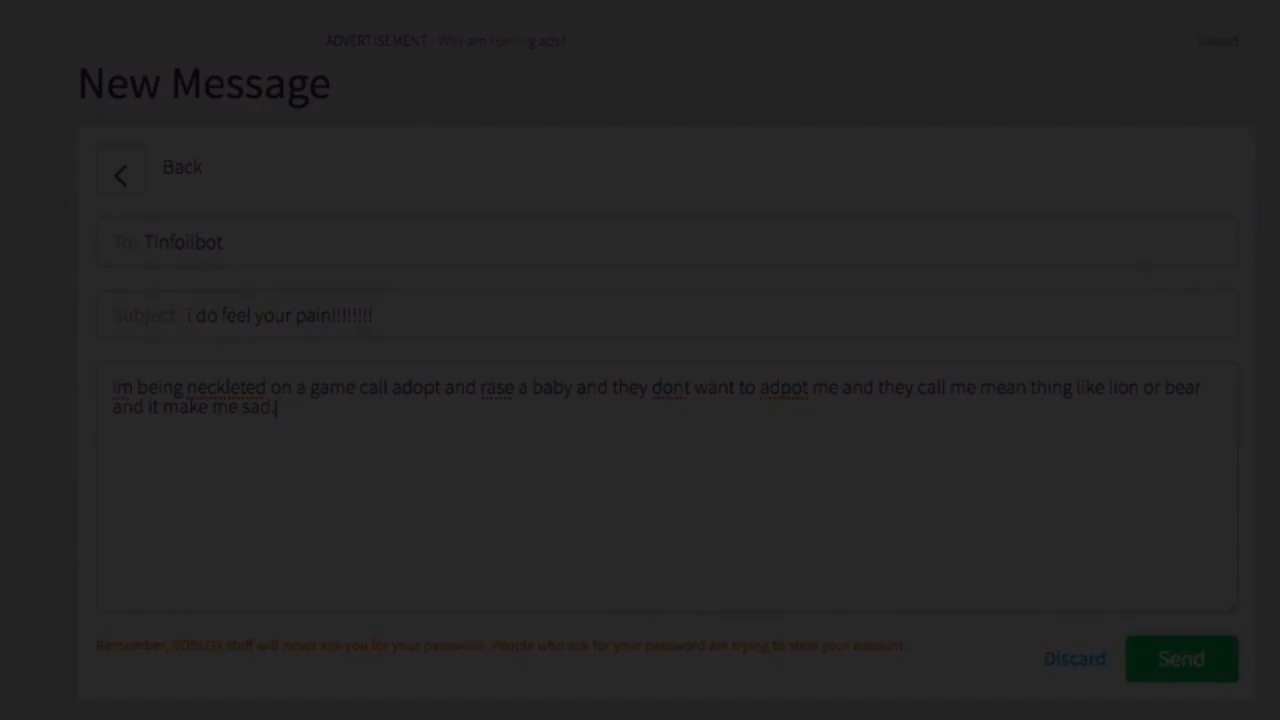 ADVERTISEMENT - Why am I seeing ads?
Report
New Message
Back
To: Tinfoilbot
Subject: i do feel your pain!!!!!!!!
im being neckleted on a game call adopt and rase a baby and they dont want to adpot me and they call me mean thing like lion or bear
and it make me sad.
Remember, ROBLOX staff will never ask you for your password. People who ask for your password are trying to steal your account.
Discard
Send